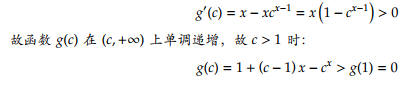 g′(c) = x − xc^{x−1} = x(1 − c^{x−1}) > 0
故函数 g(c) 在 (c, +∞) 上单调递增，故 c > 1 时：
g(c) = 1 + (c − 1) x − c^x > g(1) = 0